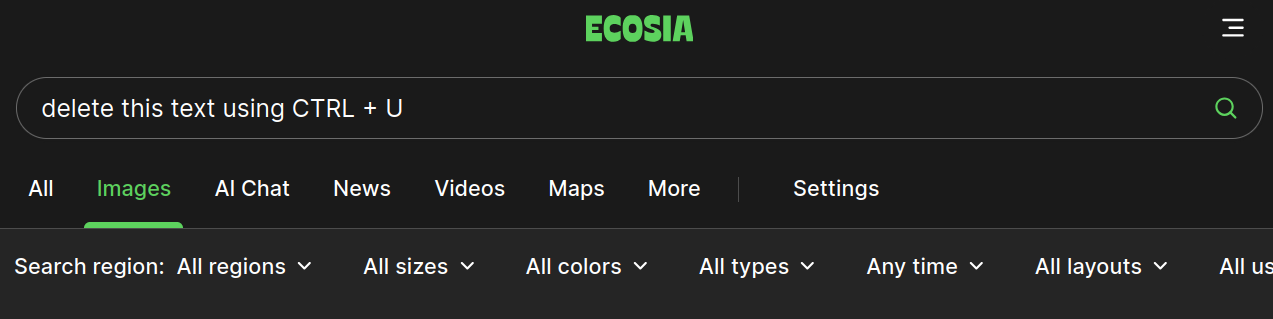 ECOSIA
delete this text using CTRL + U
All Images AI Chat News Videos Maps More Settings
Search region: All regions All sizes All colors All types Any time All layouts All us